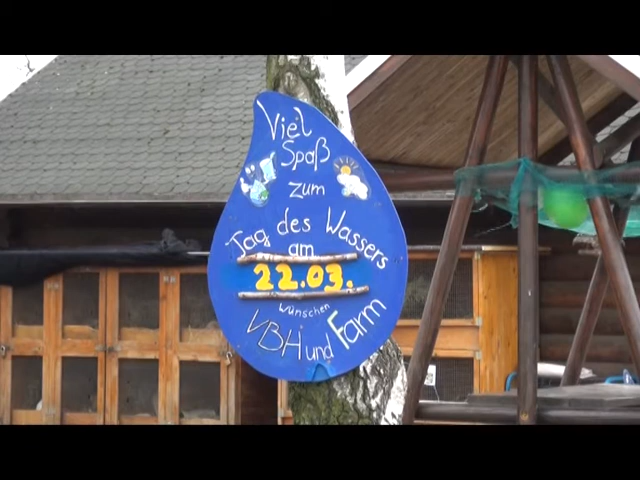 Viel
Spaß
zum
Tag des Wassers
am
22.03.
wünschen
VBH und Farm